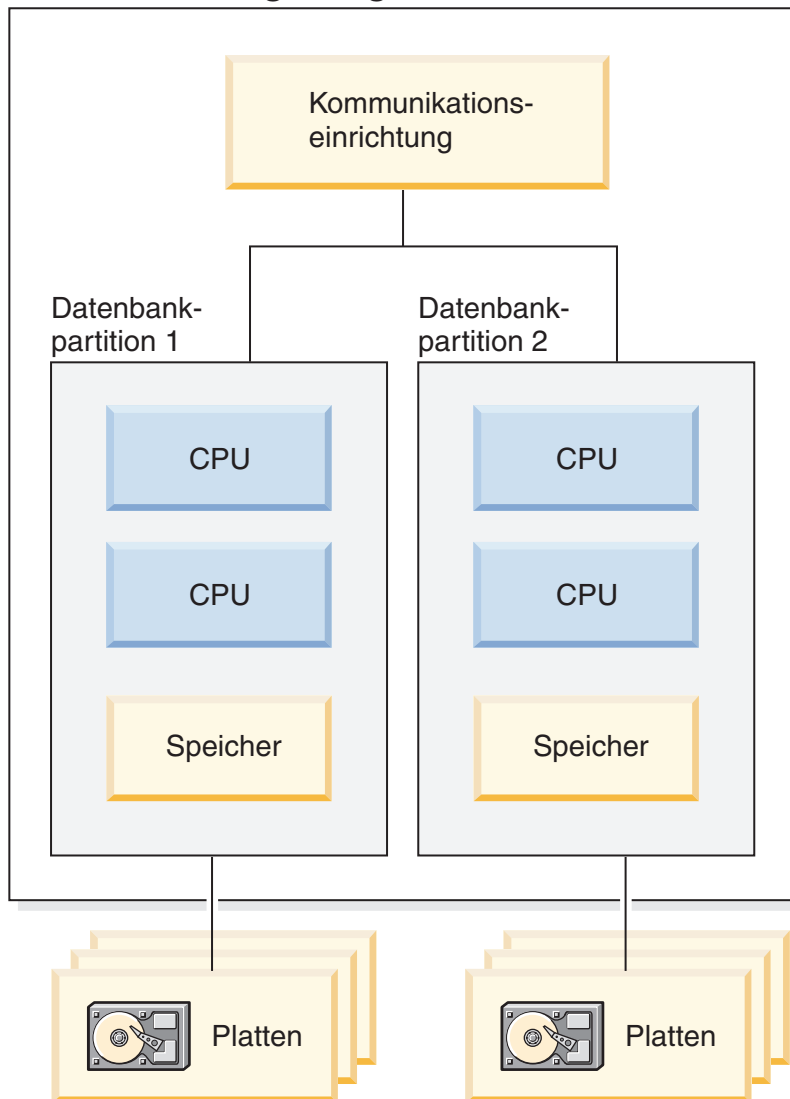 Kommunikations-
einrichtung
Datenbank-
partition 1
Datenbank-
partition 2
CPU
CPU
CPU
CPU
Speicher
Speicher
Platten
Platten